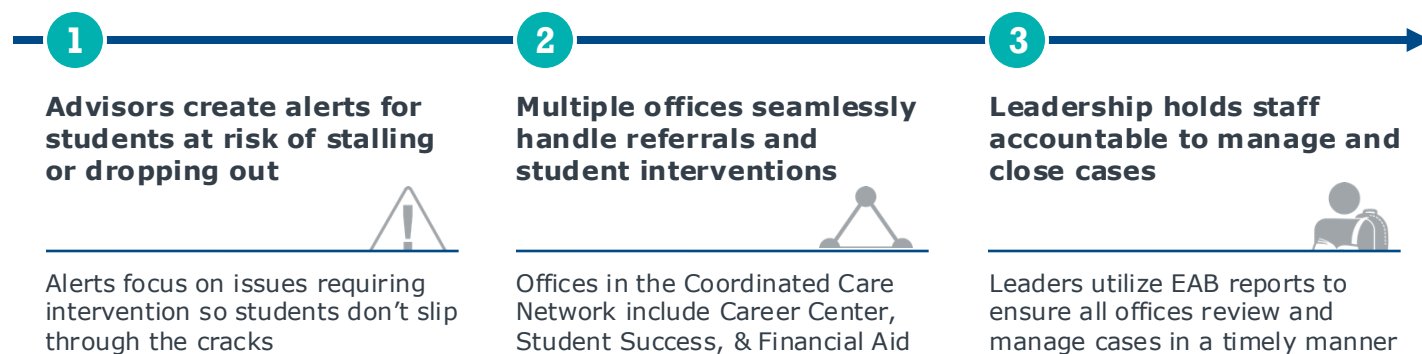 1
2
3
Advisors create alerts for
students at risk of stalling
or dropping out
Multiple offices seamlessly
handle referrals and
student interventions
Leadership holds staff
accountable to manage and
close cases
Alerts focus on issues requiring
intervention so students don’t slip
through the cracks
Offices in the Coordinated Care
Network include Career Center,
Student Success, & Financial Aid
Leaders utilize EAB reports to
ensure all offices review and
manage cases in a timely manner